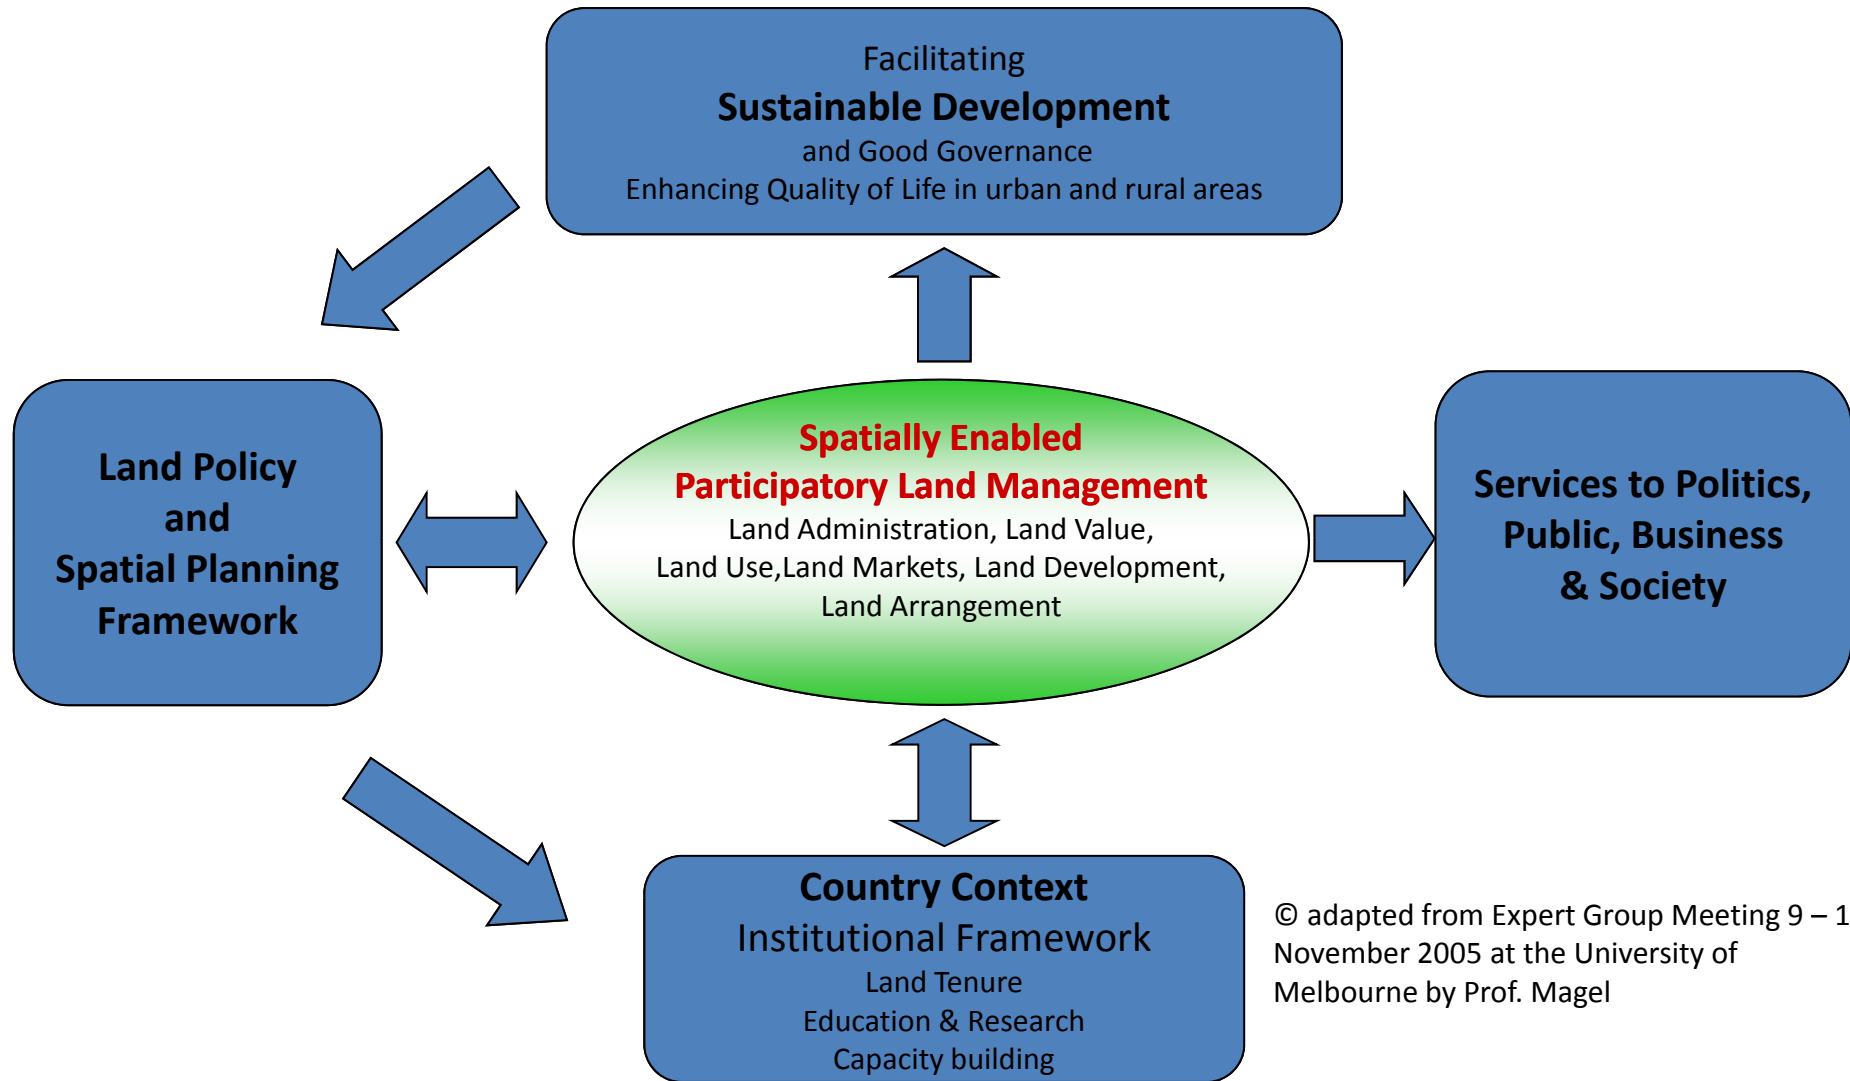 Facilitating
Sustainable Development
and Good Governance
Enhancing Quality of Life in urban and rural areas
Land Policy
and
Spatial Planning
Framework
Spatially Enabled
Participatory Land Management
Land Administration, Land Value,
Land Use,Land Markets, Land Development,
Land Arrangement
Services to Politics,
Public, Business
& Society
Country Context
Institutional Framework
Land Tenure
Education & Research
Capacity building
© adapted from Expert Group Meeting 9 – 1
November 2005 at the University of
Melbourne by Prof. Magel